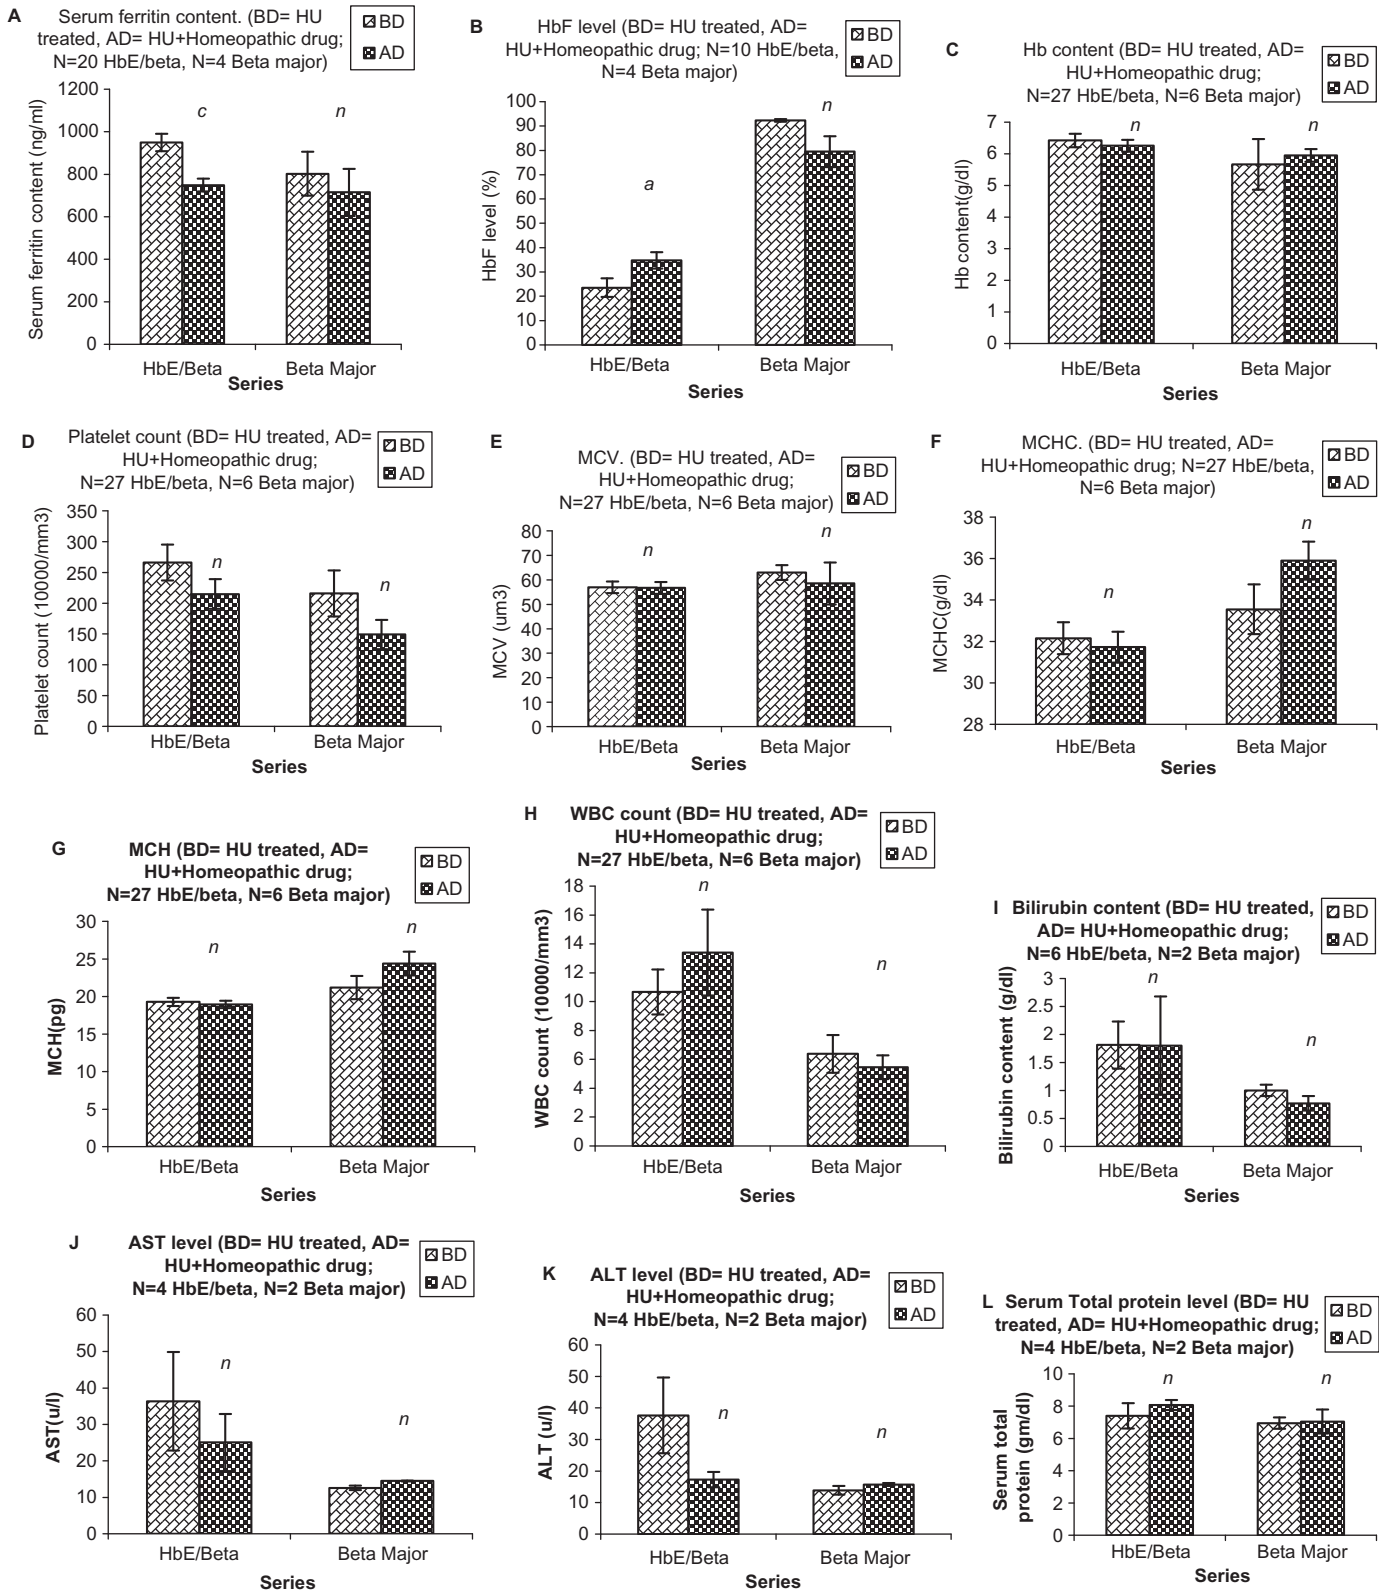 A
Serum ferritin content. (BD= HU
treated, AD= HU+Homeopathic drug;
N=20 HbE/beta, N=4 Beta major)
BD
AD
Serum ferritin content (ng/ml)
1200
1000
800
600
400
200
0
c
n
HbE/Beta
Beta Major
Series
B
HbF level (BD= HU treated, AD=
HU+Homeopathic drug; N=10 HbE/beta,
N=4 Beta major)
BD
AD
HbF level (%)
100
90
80
70
60
50
40
30
20
10
0
a
n
HbE/Beta
Beta Major
Series
C
Hb content (BD= HU treated, AD=
HU+Homeopathic drug;
N=27 HbE/beta, N=6 Beta major)
BD
AD
Hb content(g/dl)
7
6
5
4
3
2
1
0
n
n
HbE/Beta
Beta Major
Series
D
Platelet count (BD= HU treated, AD=
HU+Homeopathic drug;
N=27 HbE/beta, N=6 Beta major)
BD
AD
Platelet count (10000/mm3)
350
300
250
200
150
100
50
0
n
n
HbE/Beta
Beta Major
Series
E
MCV. (BD= HU treated, AD=
HU+Homeopathic drug;
N=27 HbE/beta, N=6 Beta major)
BD
AD
MCV (um3)
80
70
60
50
40
30
20
10
0
n
n
HbE/Beta
Beta Major
Series
F
MCHC. (BD= HU treated, AD=
HU+Homeopathic drug; N=27 HbE/beta,
N=6 Beta major)
BD
AD
MCHC(g/dl)
38
36
34
32
30
28
n
n
HbE/Beta
Beta Major
Series
G
MCH (BD= HU treated, AD=
HU+Homeopathic drug;
N=27 HbE/beta, N=6 Beta major)
BD
AD
MCH(pg)
30
25
20
15
10
5
0
n
n
HbE/Beta
Beta Major
Series
H
WBC count (BD= HU treated, AD=
HU+Homeopathic drug;
N=27 HbE/beta, N=6 Beta major)
BD
AD
WBC count (10000/mm3)
18
16
14
12
10
8
6
4
2
0
n
n
HbE/Beta
Beta Major
Series
I
Bilirubin content (BD= HU treated,
AD= HU+Homeopathic drug;
N=6 HbE/beta, N=2 Beta major)
BD
AD
Bilirubin content (g/dl)
3
2.5
2
1.5
1
0.5
0
n
n
HbE/Beta
Beta Major
Series
J
AST level (BD= HU treated, AD=
HU+Homeopathic drug;
N=4 HbE/beta, N=2 Beta major)
BD
AD
AST(u/l)
60
50
40
30
20
10
0
n
n
HbE/Beta
Beta Major
Series
K
ALT level (BD= HU treated, AD=
HU+Homeopathic drug;
N=4 HbE/beta, N=2 Beta major)
BD
AD
ALT (u/l)
60
50
40
30
20
10
0
n
n
HbE/Beta
Beta Major
Series
L
Serum Total protein level (BD= HU
treated, AD= HU+Homeopathic drug;
N=4 HbE/beta, N=2 Beta major)
BD
AD
Serum total
protein (gm/dl)
10
8
6
4
2
0
n
n
HbE/Beta
Beta Major
Series